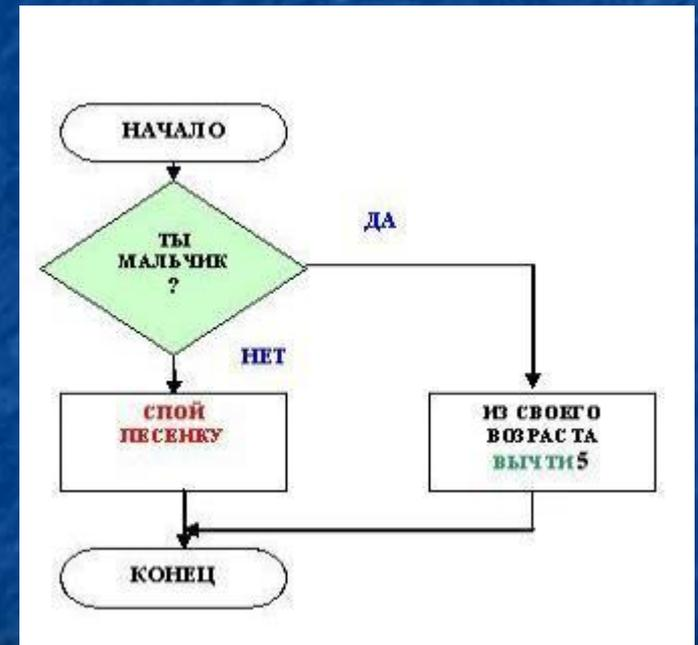 НАЧАЛО
ДА
ТЫ
МАЛЬЧИК
?
НЕТ
СПОЙ
ПЕСЕНКУ
ИЗ СВОЕГО
ВОЗРАСТА
ВЫЧТИ 5
КОНЕЦ